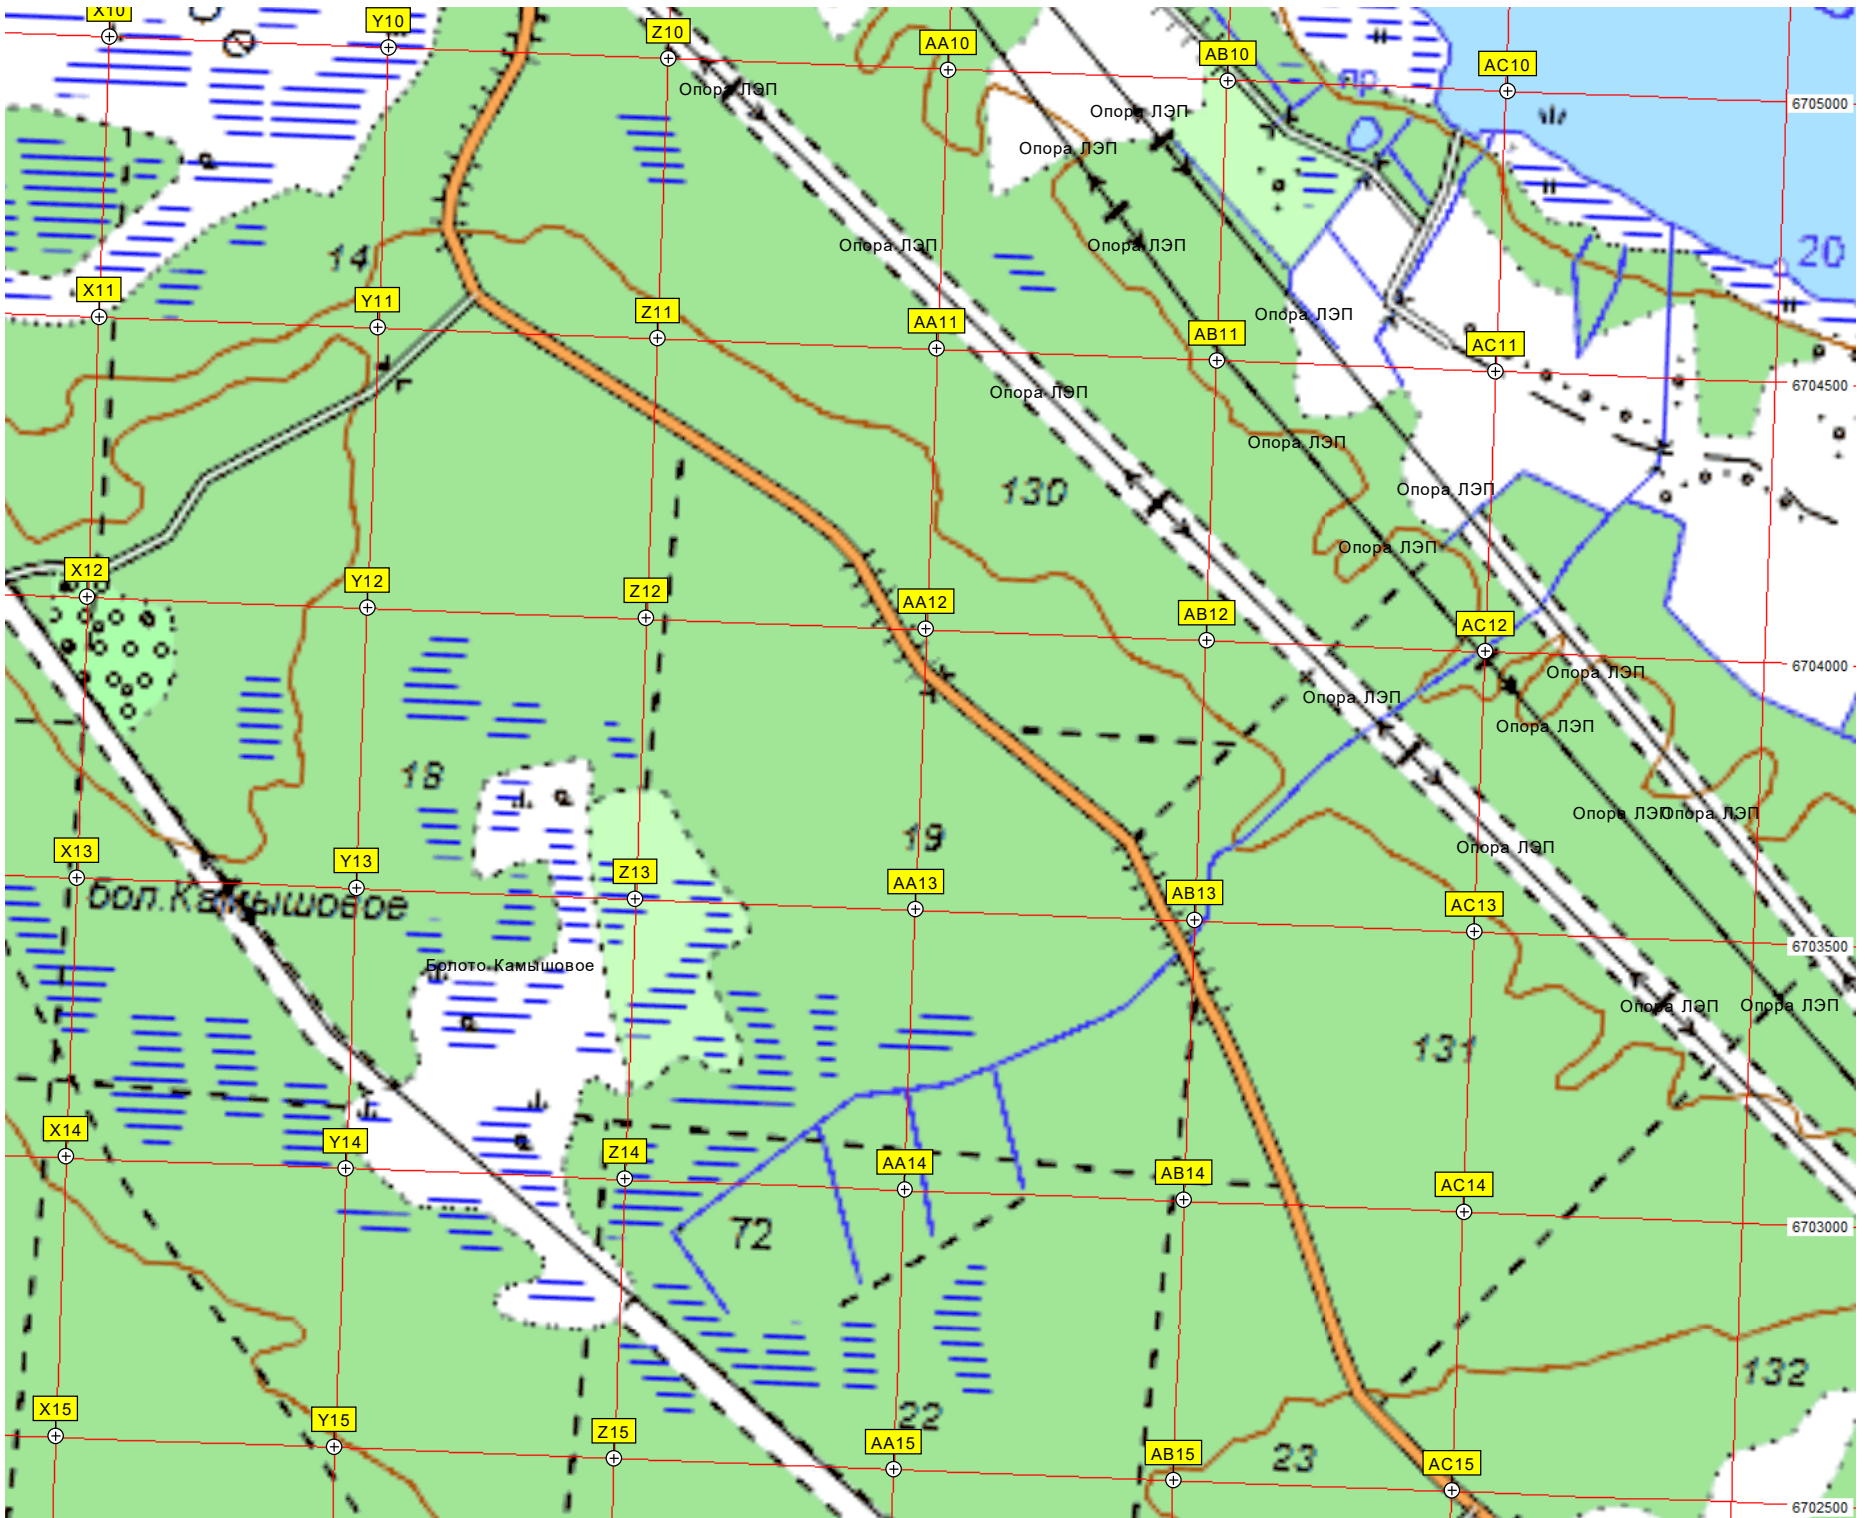 X10
Y10
Z10
AA10
AB10
AC10
пр.
6705000
Опора ЛЭП
Опора ЛЭП
Опора ЛЭП
14
Опора ЛЭП
Опора ЛЭП
20
X11
Y11
Z11
AA11
AB11
AC11
Опора ЛЭП
6704500
Опора ЛЭП
Опора ЛЭП
130
Опора ЛЭП
Опора ЛЭП
X12
Y12
Z12
AA12
AB12
AC12
6704000
Опора ЛЭП
Опора ЛЭП
Опора ЛЭП
18
19
Опора ЛЭП
Опора ЛЭП
Опора ЛЭП
X13
Y13
Z13
AA13
AB13
AC13
бол.Камышовое
6703500
Болото Камышовое
Опора ЛЭП
Опора ЛЭП
131
X14
Y14
Z14
AA14
AB14
AC14
72
6703000
132
22
23
X15
Y15
Z15
AA15
AB15
AC15
6702500